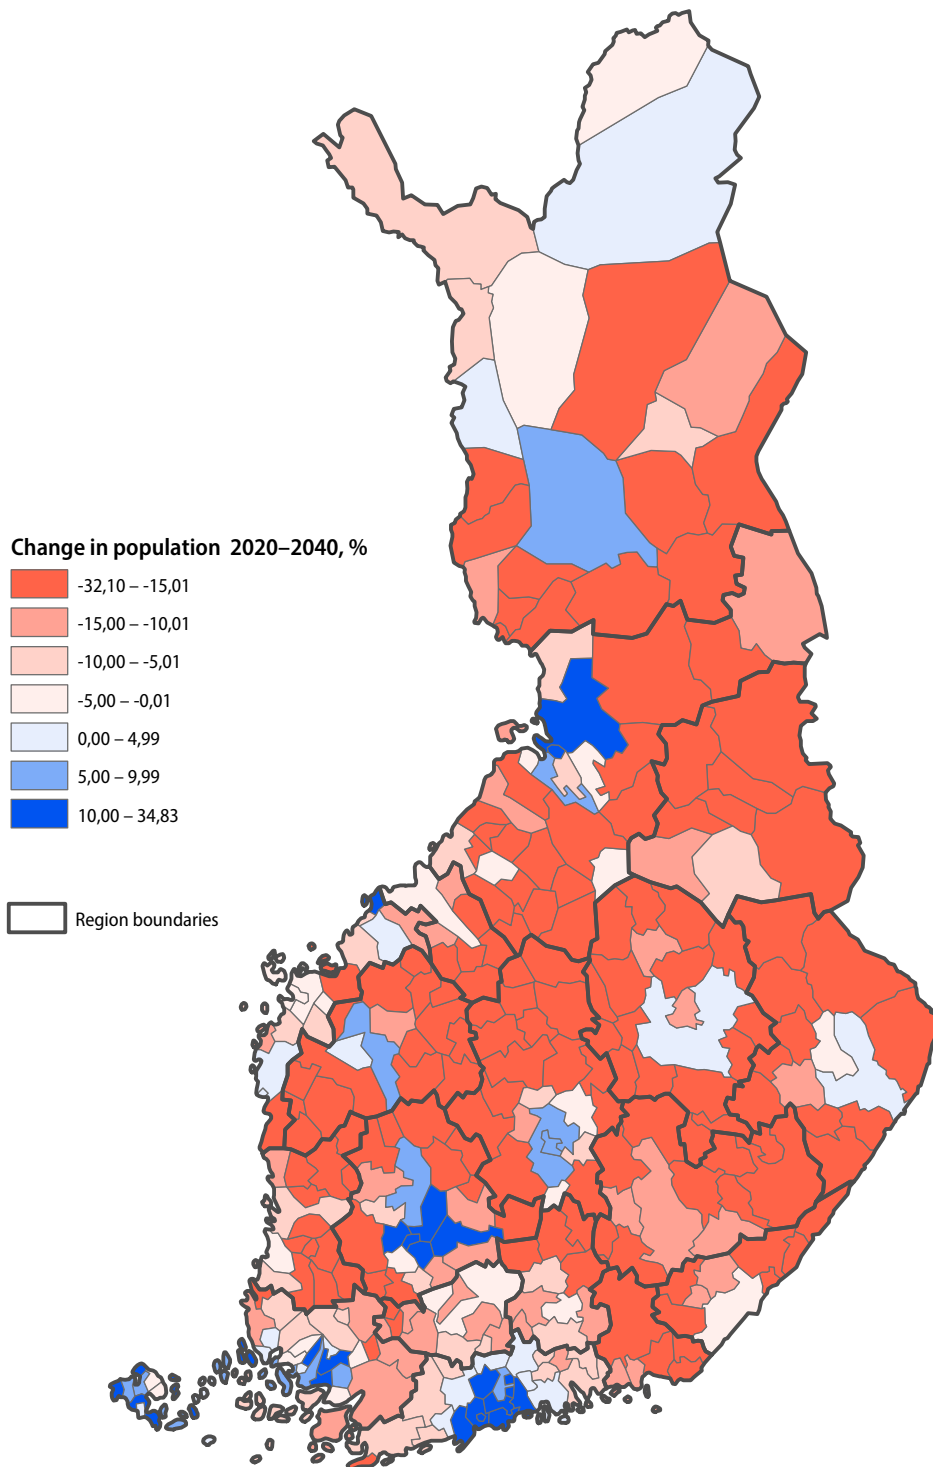 Change in population 2020–2040, %
-32,10 – -15,01
-15,00 – -10,01
-10,00 – -5,01
-5,00 – -0,01
0,00 – 4,99
5,00 – 9,99
10,00 – 34,83
Region boundaries